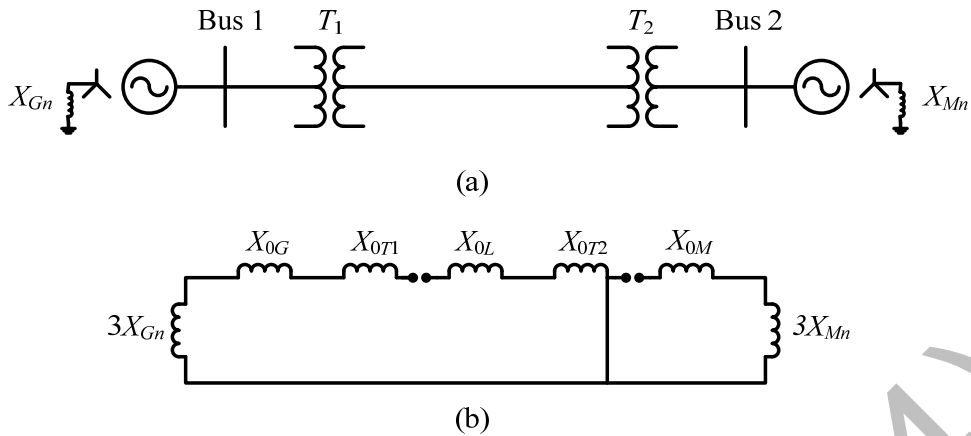 Bus 1 T1 T2 Bus 2
XGn XMn
(a)
X0G X0T1 X0L X0T2 X0M
3XGn 3XMn
(b)